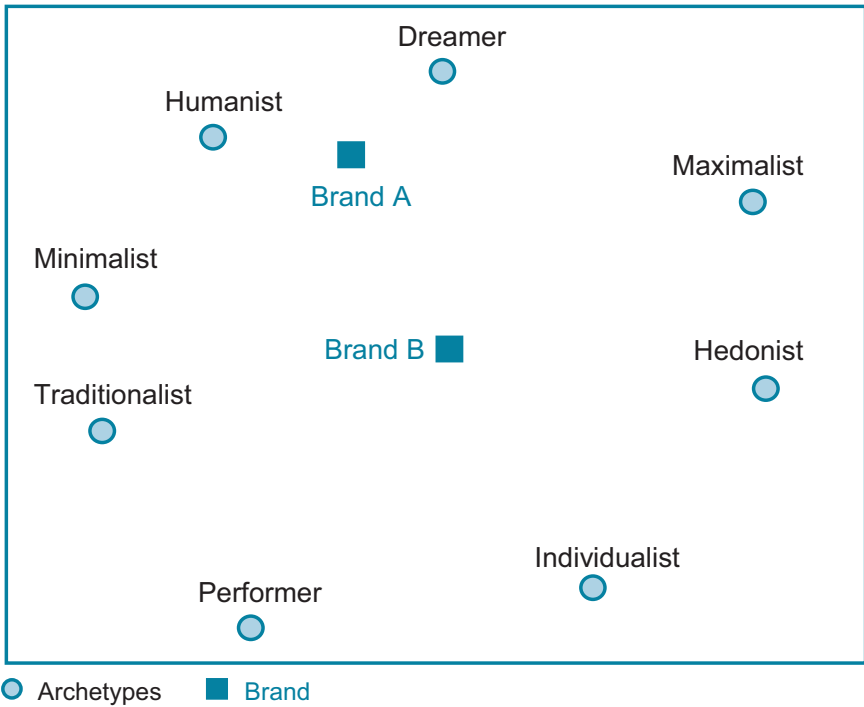 Dreamer
Humanist
Maximalist
Brand A
Minimalist
Brand B
Hedonist
Traditionalist
Individualist
Performer
Archetypes
Brand